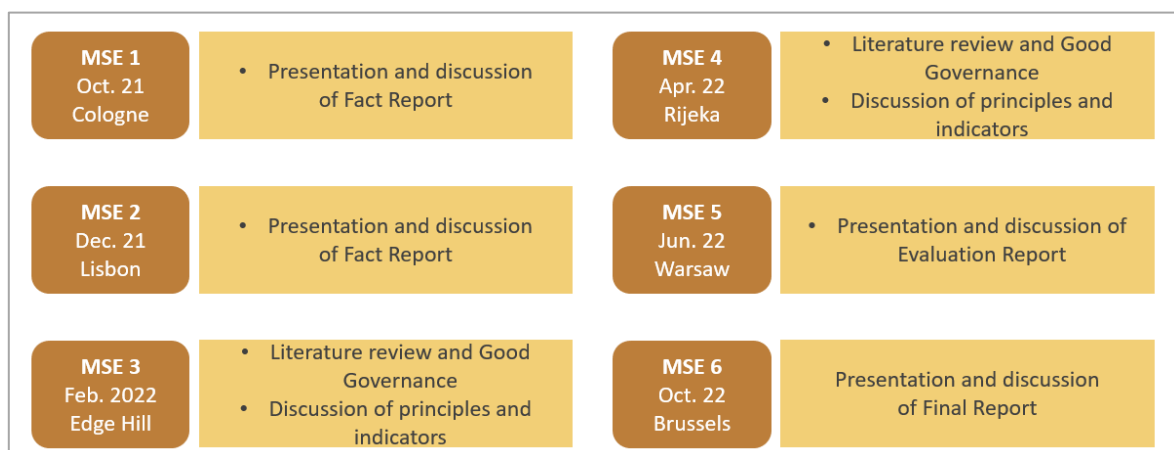 MSE 1
Oct. 21
Cologne
• Presentation and discussion
of Fact Report
MSE 2
Dec. 21
Lisbon
• Presentation and discussion
of Fact Report
MSE 3
Feb. 2022
Edge Hill
• Literature review and Good
Governance
• Discussion of principles and
indicators
MSE 4
Apr. 22
Rijeka
• Literature review and Good
Governance
• Discussion of principles and
indicators
MSE 5
Jun. 22
Warsaw
• Presentation and discussion of
Evaluation Report
MSE 6
Oct. 22
Brussels
Presentation and discussion
of Final Report